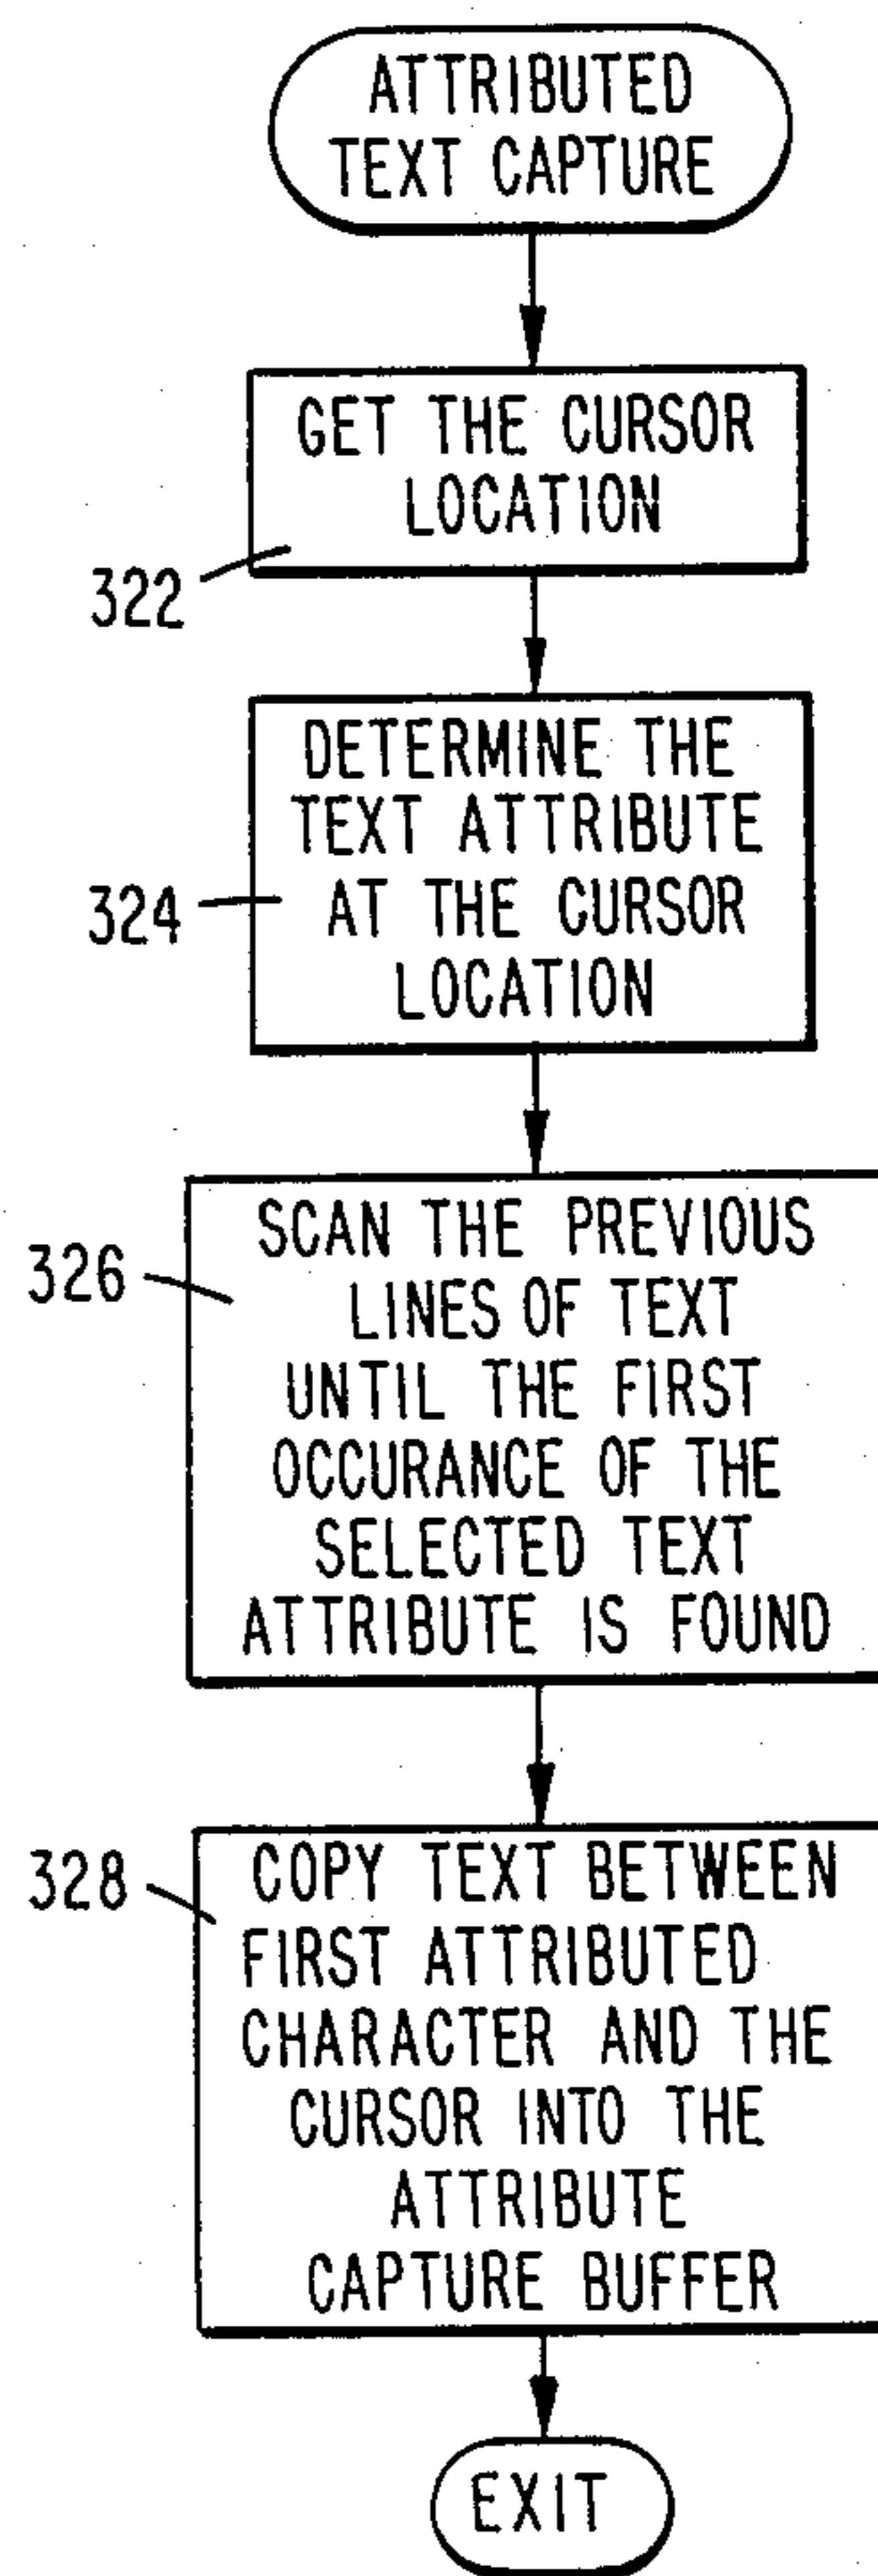 ATTRIBUTED
TEXT CAPTURE
GET THE CURSOR
LOCATION
322
DETERMINE THE
TEXT ATTRIBUTE
AT THE CURSOR
LOCATION
324
SCAN THE PREVIOUS
LINES OF TEXT
UNTIL THE FIRST
OCCURANCE OF THE
SELECTED TEXT
ATTRIBUTE IS FOUND
326
COPY TEXT BETWEEN
FIRST ATTRIBUTED
CHARACTER AND THE
CURSOR INTO THE
ATTRIBUTE
CAPTURE BUFFER
328
EXIT